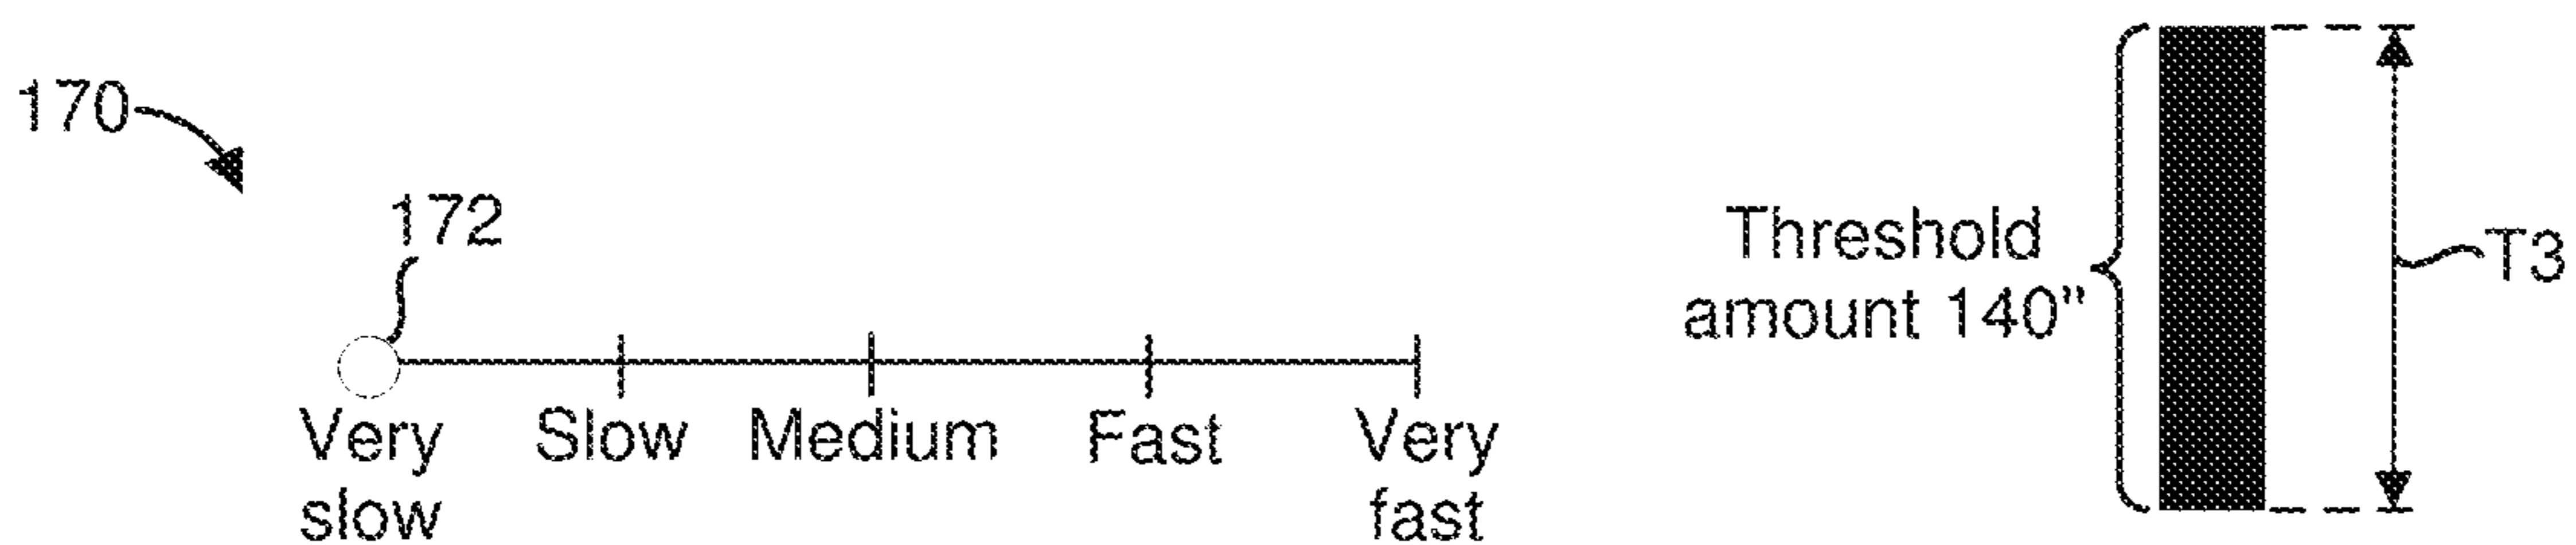 170
172
Very slow
Slow
Medium
Fast
Very fast
Threshold
amount 140"
T3